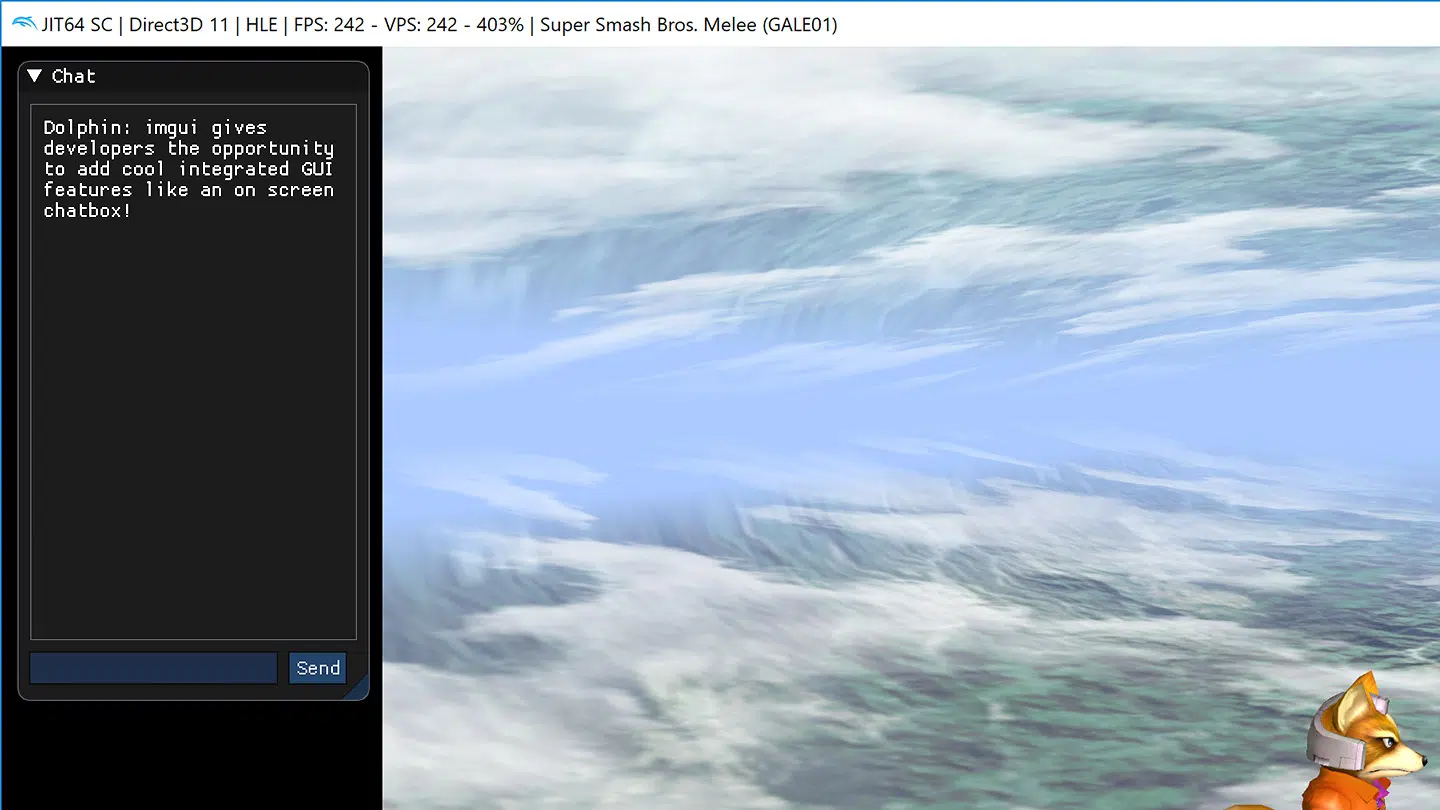 JIT64 SC | Direct3D 11 | HLE | FPS: 242 - VPS: 242 - 403% | Super Smash Bros. Melee (GALE01)
Chat
Dolphin: imgui gives
developers the opportunity
to add cool integrated GUI
features like an on screen
chatbox!
Send